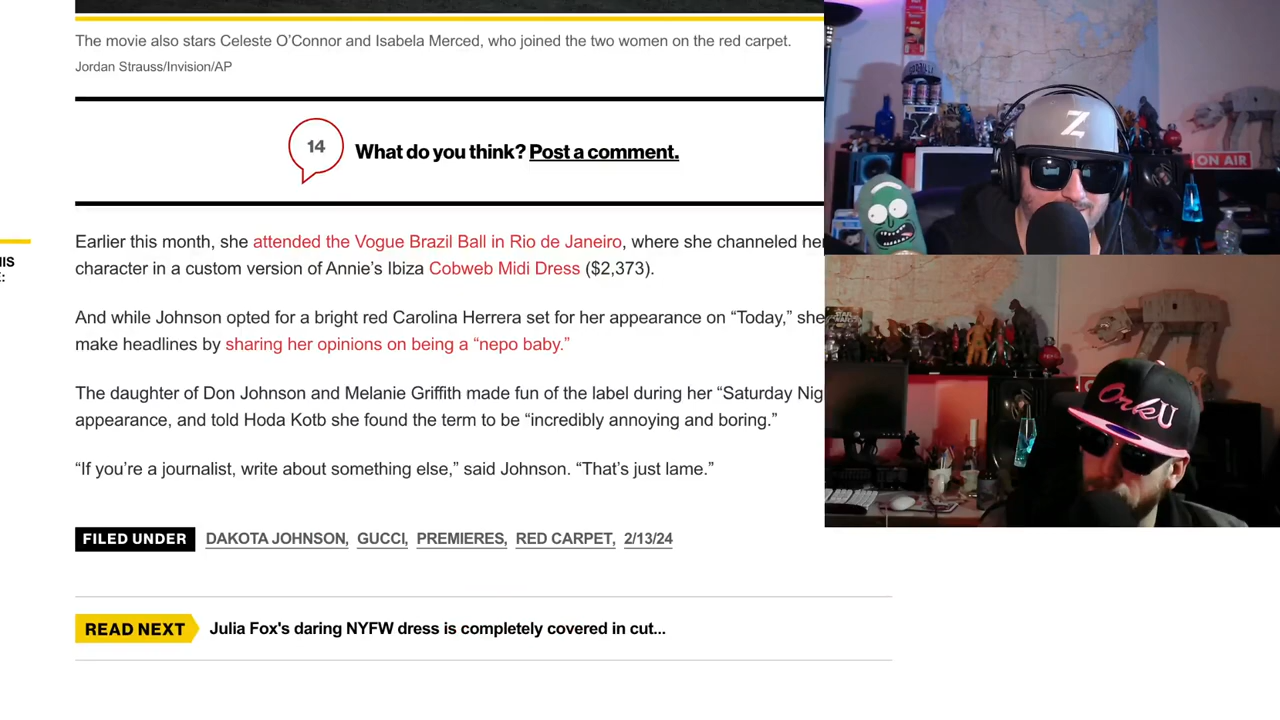 The movie also stars Celeste O’Connor and Isabela Merced, who joined the two women on the red carpet.
Jordan Strauss/Invision/AP
14
What do you think? Post a comment.
Earlier this month, she attended the Vogue Brazil Ball in Rio de Janeiro, where she channeled her
character in a custom version of Annie’s Ibiza Cobweb Midi Dress ($2,373).
And while Johnson opted for a bright red Carolina Herrera set for her appearance on “Today,” she
make headlines by sharing her opinions on being a “nepo baby.”
The daughter of Don Johnson and Melanie Griffith made fun of the label during her “Saturday Nig
appearance, and told Hoda Kotb she found the term to be “incredibly annoying and boring.”
“If you’re a journalist, write about something else,” said Johnson. “That’s just lame.”
FILED UNDER DAKOTA JOHNSON, GUCCI, PREMIERES, RED CARPET, 2/13/24
READ NEXT Julia Fox's daring NYFW dress is completely covered in cut...
Z
ON AIR
STAR WARS
OrkU